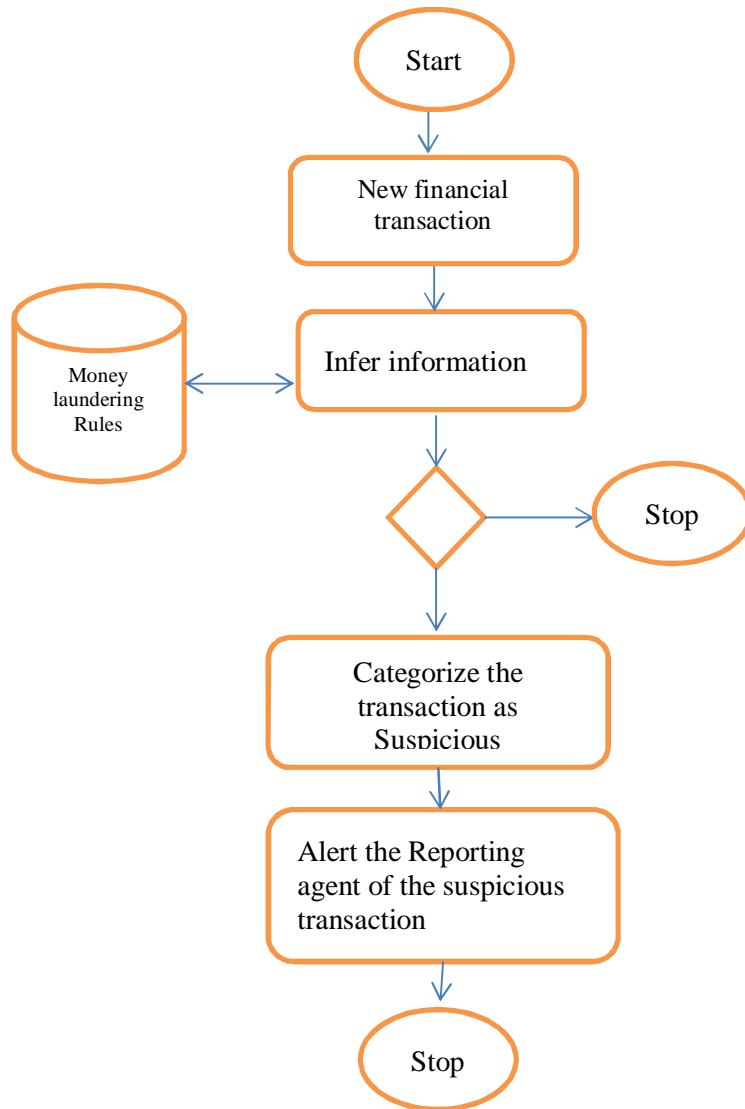 Start
New financial
transaction
Infer information
Money
laundering
Rules
Stop
Categorize the
transaction as
Suspicious
Alert the Reporting
agent of the suspicious
transaction
Stop